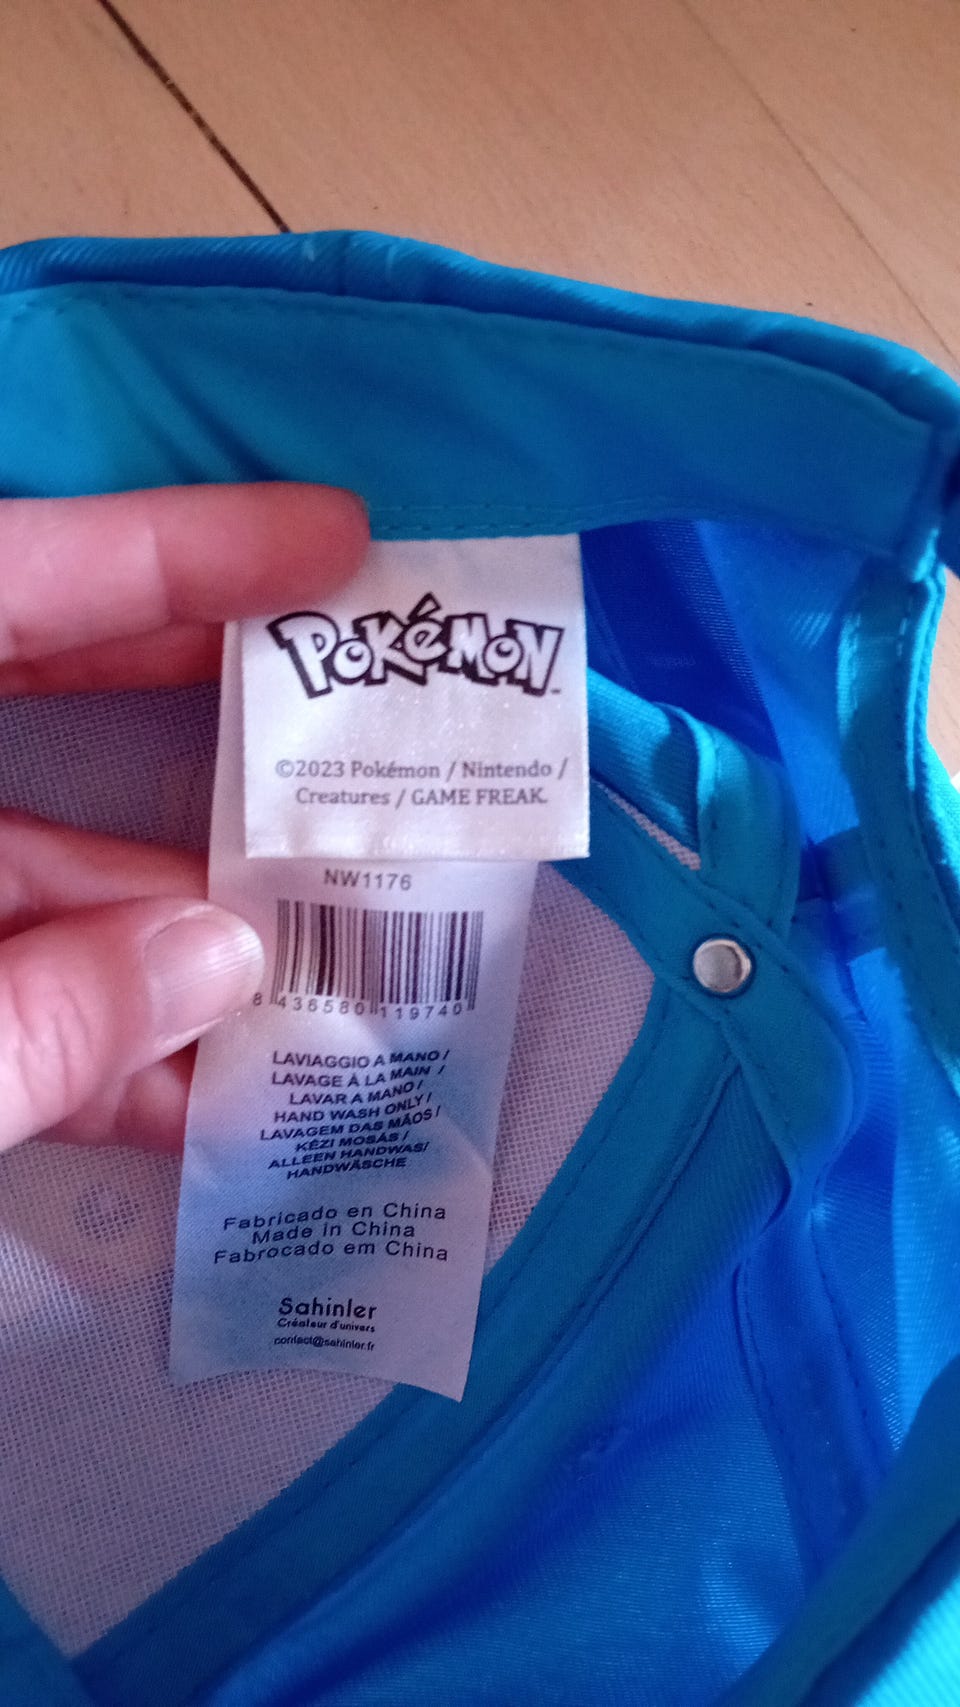 POKéMON™
©2023 Pokémon / Nintendo /
Creatures / GAME FREAK.
NW1176
8 436580 119740
LAVIAGGIO A MANO /
LAVAGE À LA MAIN /
LAVAR A MANO /
HAND WASH ONLY /
LAVAGEM DAS MÃOS /
KÉZI MOSÁS /
ALLEEN HANDWAS/
HANDWÄSCHE
Fabricado en China
Made in China
Fabrocado em China
Sahinler
Créateur d'univers
contact@sahinler.fr